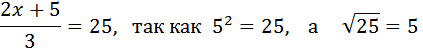 (2x + 5)/3 = 25, так как 5² = 25, а √25 = 5